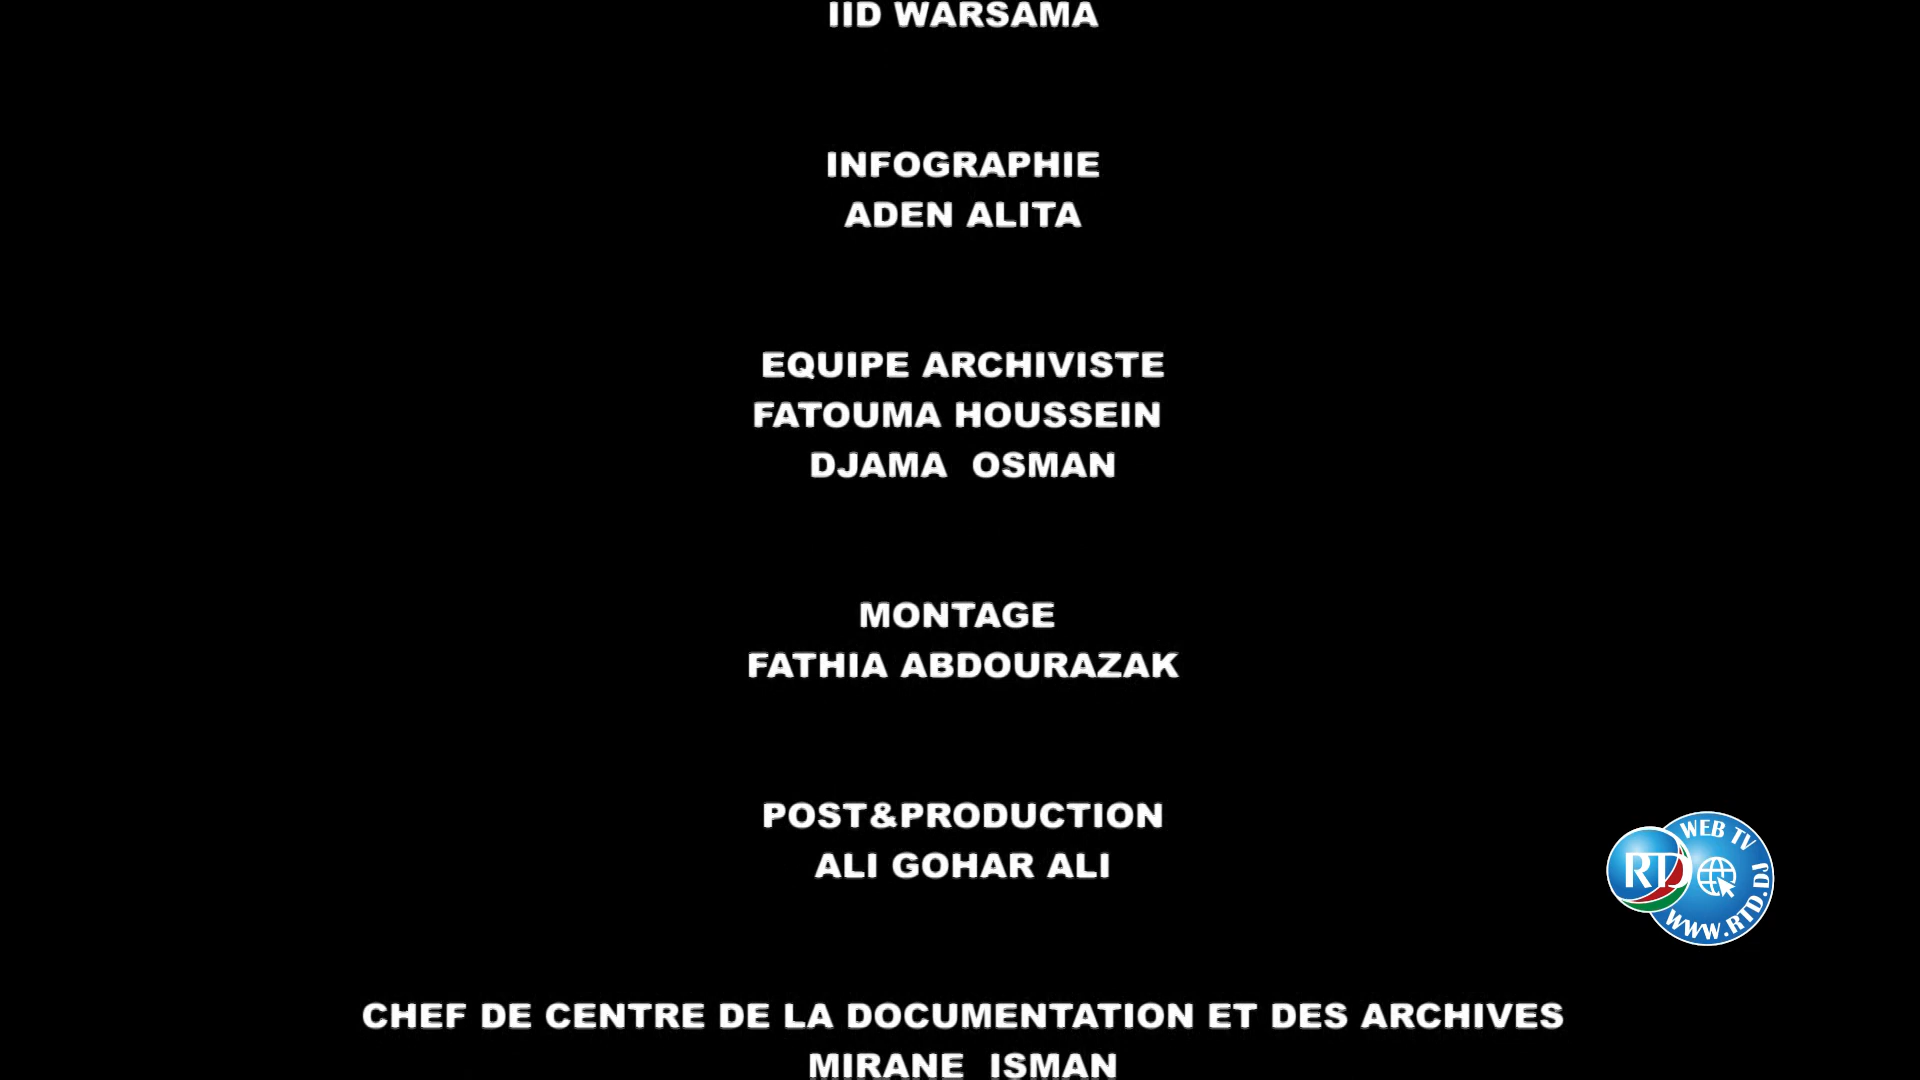 IID WARSAMA
INFOGRAPHIE
ADEN ALITA
EQUIPE ARCHIVISTE
FATOUMA HOUSSEIN
DJAMA OSMAN
MONTAGE
FATHIA ABDOURAZAK
POST&PRODUCTION
ALI GOHAR ALI
CHEF DE CENTRE DE LA DOCUMENTATION ET DES ARCHIVES
MIRANE ISMAN
WEB TV
RTD
WWW.RTD.DJ